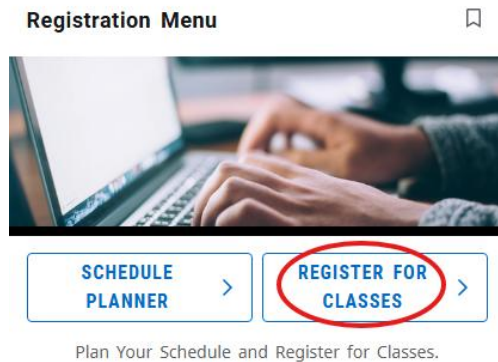 Registration Menu
SCHEDULE
PLANNER
REGISTER FOR
CLASSES
Plan Your Schedule and Register for Classes.